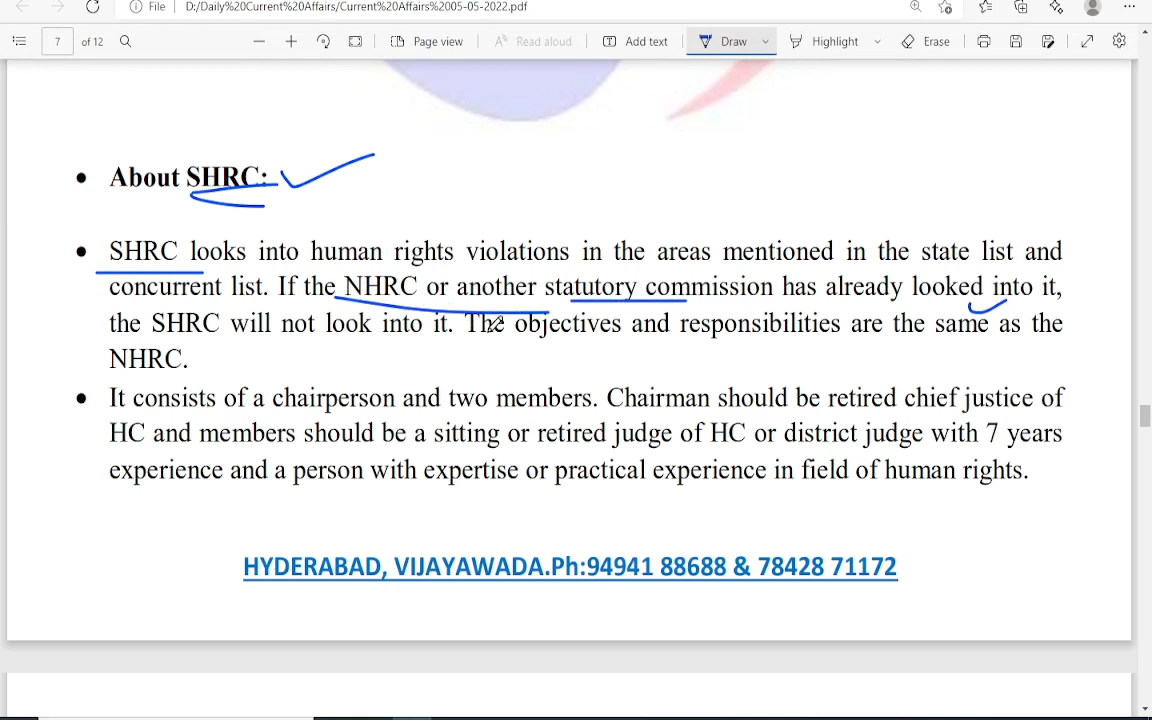 File D:/Daily%20Current%20Affairs/Current%20Affairs%2005-05-2022.pdf
7 of 12 Page view Read aloud Add text Draw Highlight Erase
• About SHRC:
• SHRC looks into human rights violations in the areas mentioned in the state list and
concurrent list. If the NHRC or another statutory commission has already looked into it,
the SHRC will not look into it. The objectives and responsibilities are the same as the
NHRC.
• It consists of a chairperson and two members. Chairman should be retired chief justice of
HC and members should be a sitting or retired judge of HC or district judge with 7 years
experience and a person with expertise or practical experience in field of human rights.
HYDERABAD, VIJAYAWADA.Ph:94941 88688 & 78428 71172